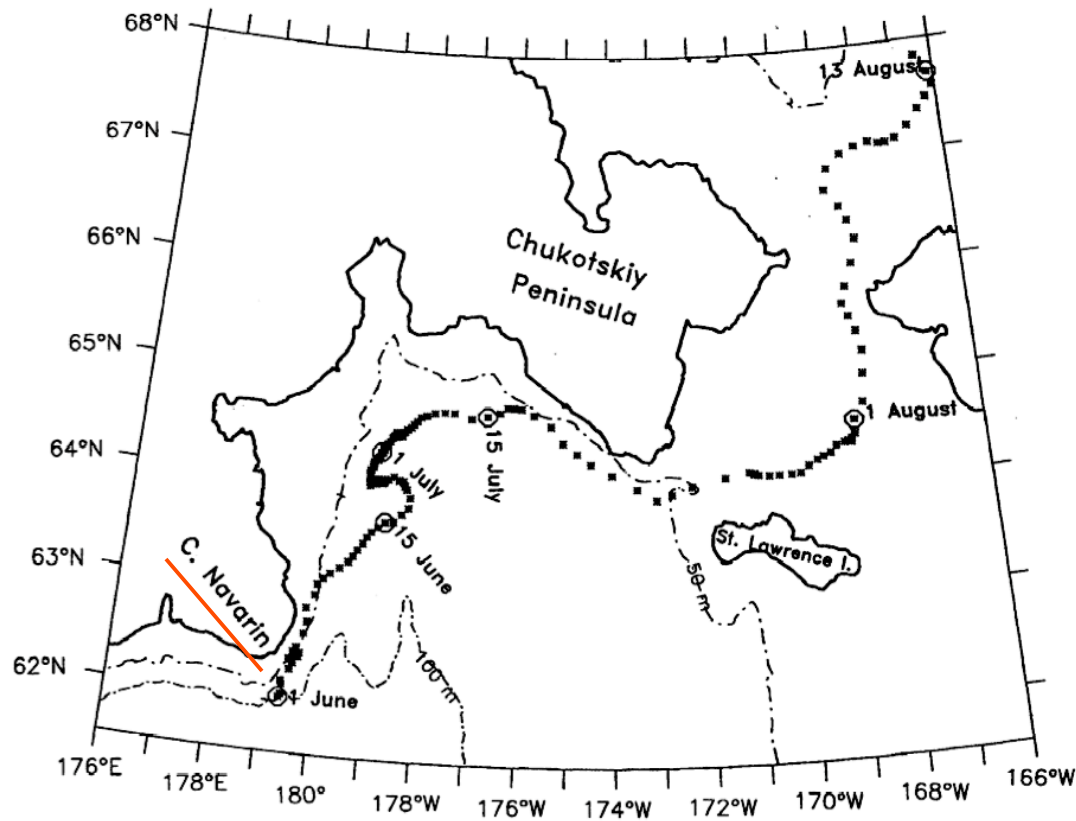 68°N
13 August
67°N
66°N
Chukotskiy
Peninsula
65°N
1 August
64°N
15 July
1 July
15 June
63°N
C. Navarin
St. Lawrence I.
50 m
62°N
100 m
1 June
176°E
178°E
180°
178°W
176°W
174°W
172°W
170°W
168°W
166°W